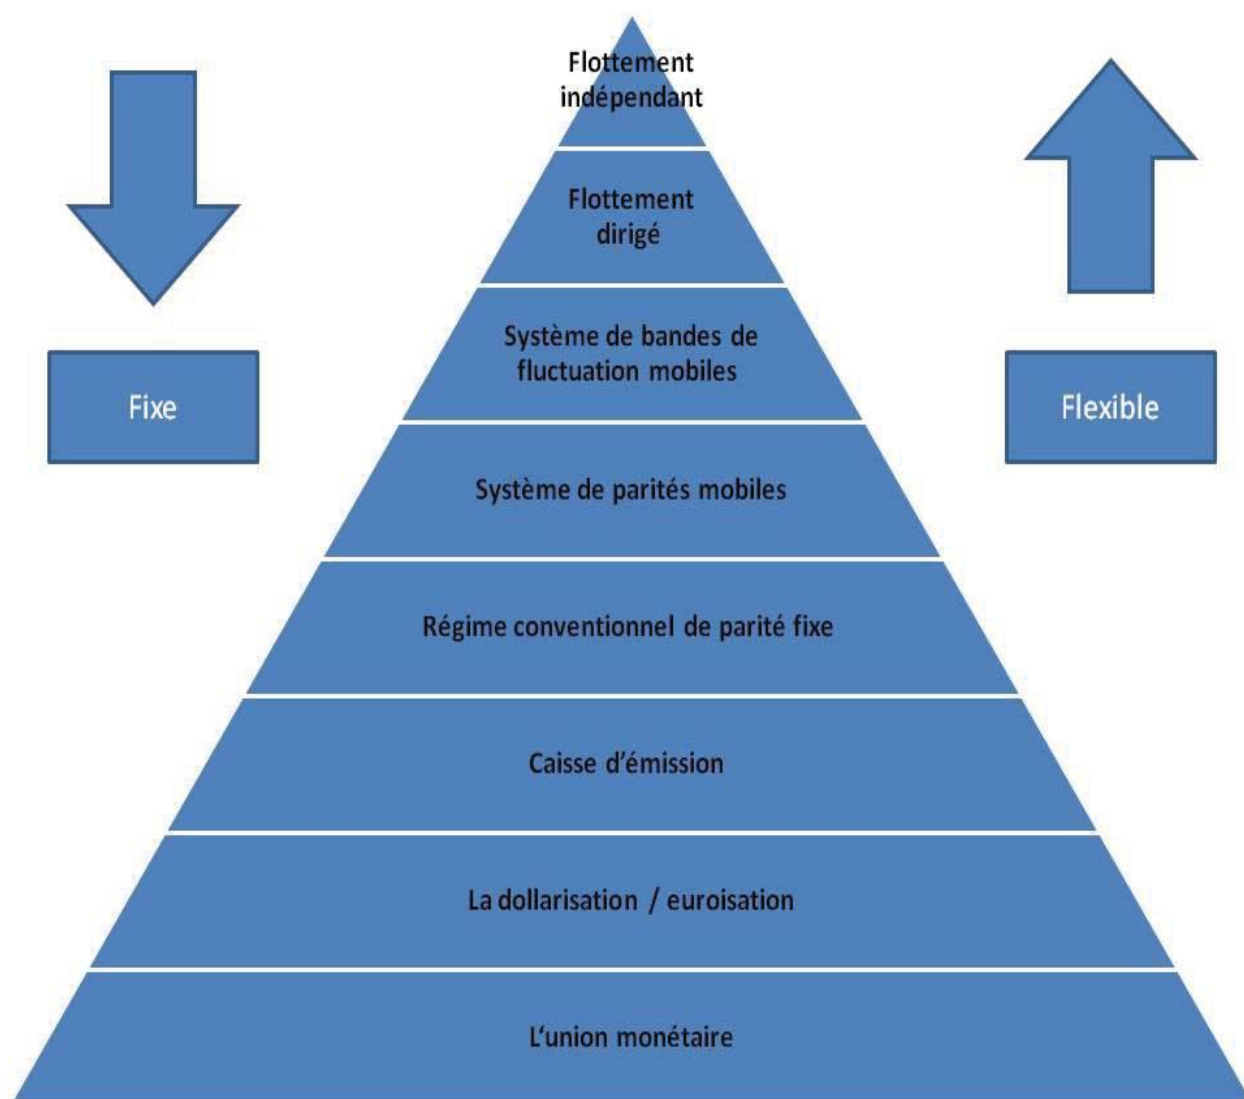 Flottement
indépendant
Flottement
dirigé
Système de bandes de
fluctuation mobiles
Fixe
Flexible
Système de parités mobiles
Régime conventionnel de parité fixe
Caisse d’émission
La dollarisation / euroisation
L‘union monétaire